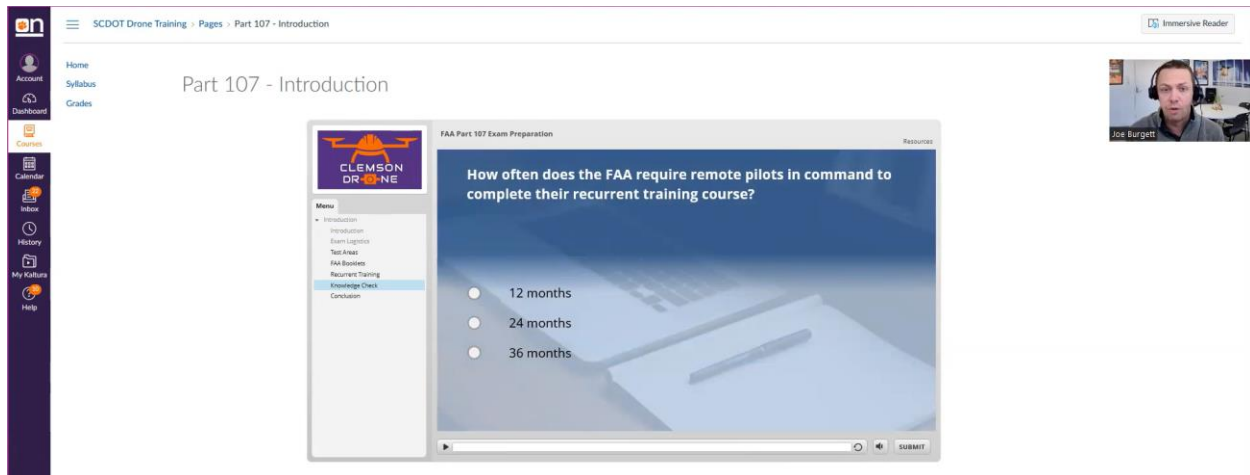 on
SCDOT Drone Training > Pages > Part 107 - Introduction
Immersive Reader
Account
Dashboard
Courses
Calendar
22
Inbox
History
My Kaltura
10
Help
Home
Syllabus
Grades
Part 107 - Introduction
Joe Burgett
CLEMSON
DRONE
Menu
Introduction
Introduction
Exam Logistics
Test Areas
FAA Booklets
Recurrent Training
Knowledge Check
Conclusion
FAA Part 107 Exam Preparation
Resources
How often does the FAA require remote pilots in command to
complete their recurrent training course?
12 months
24 months
36 months
SUBMIT